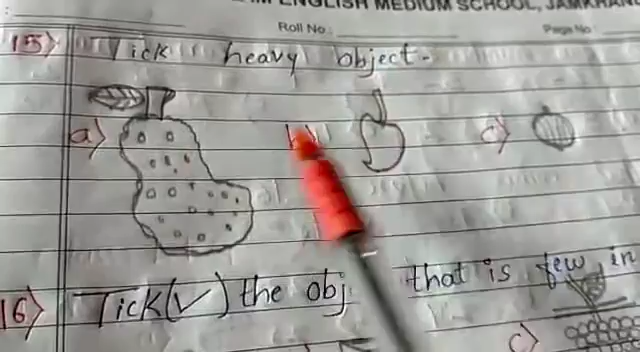 ENGLISH MEDIUM SCHOOL, JAMKHAN
Roll No : Page No :
15) Tick heavy object.
a) b) c)
16) Tick(✓) the obj that is few in
c)